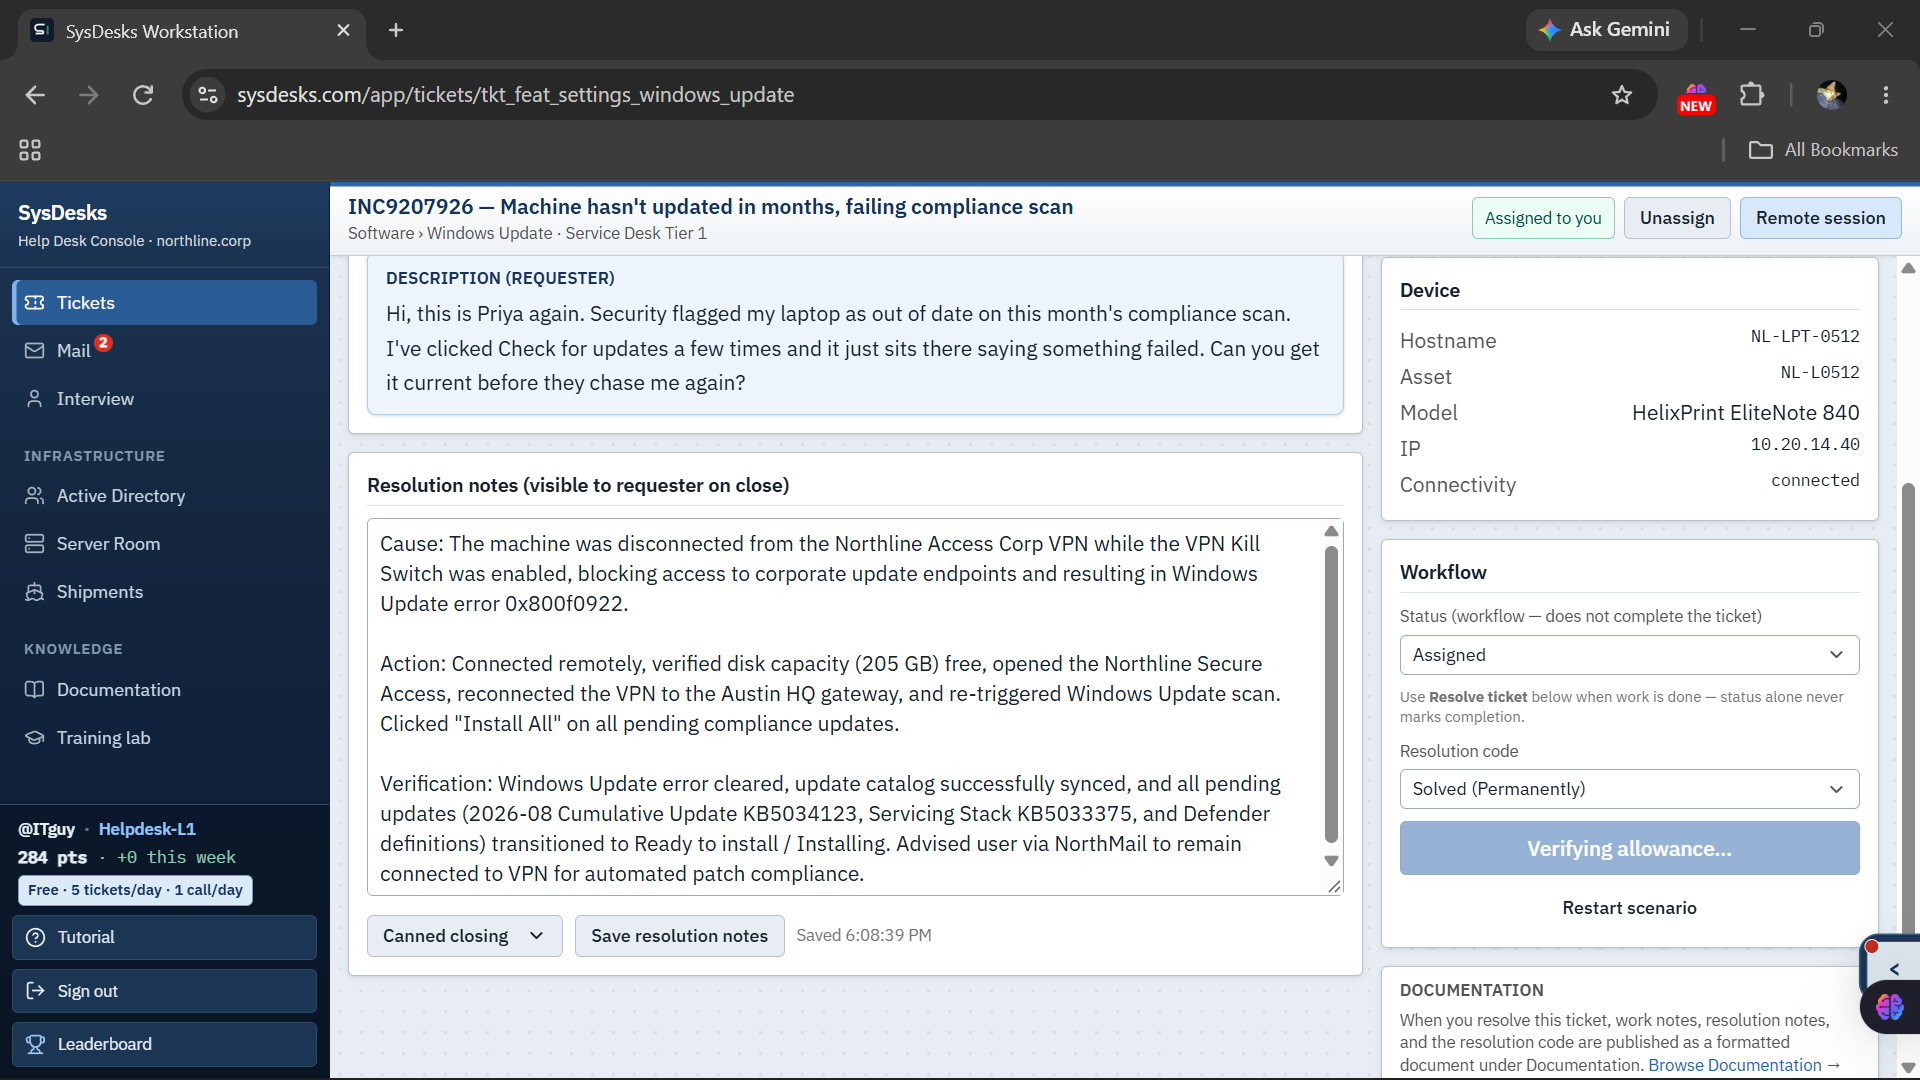 SysDesks Workstation
Ask Gemini
sysdesks.com/app/tickets/tkt_feat_settings_windows_update
NEW
All Bookmarks
SysDesks
Help Desk Console · northline.corp
Tickets
Mail 2
Interview
INFRASTRUCTURE
Active Directory
Server Room
Shipments
KNOWLEDGE
Documentation
Training lab
@ITguy · Helpdesk-L1
284 pts · +0 this week
Free · 5 tickets/day · 1 call/day
Tutorial
Sign out
Leaderboard
INC9207926 — Machine hasn't updated in months, failing compliance scan
Software › Windows Update · Service Desk Tier 1
Assigned to you
Unassign
Remote session
DESCRIPTION (REQUESTER)
Hi, this is Priya again. Security flagged my laptop as out of date on this month's compliance scan.
I've clicked Check for updates a few times and it just sits there saying something failed. Can you get
it current before they chase me again?
Resolution notes (visible to requester on close)
Cause: The machine was disconnected from the Northline Access Corp VPN while the VPN Kill
Switch was enabled, blocking access to corporate update endpoints and resulting in Windows
Update error 0x800f0922.
Action: Connected remotely, verified disk capacity (205 GB) free, opened the Northline Secure
Access, reconnected the VPN to the Austin HQ gateway, and re-triggered Windows Update scan.
Clicked "Install All" on all pending compliance updates.
Verification: Windows Update error cleared, update catalog successfully synced, and all pending
updates (2026-08 Cumulative Update KB5034123, Servicing Stack KB5033375, and Defender
definitions) transitioned to Ready to install / Installing. Advised user via NorthMail to remain
connected to VPN for automated patch compliance.
Canned closing
Save resolution notes
Saved 6:08:39 PM
Device
Hostname NL-LPT-0512
Asset NL-L0512
Model HelixPrint EliteNote 840
IP 10.20.14.40
Connectivity connected
Workflow
Status (workflow — does not complete the ticket)
Assigned
Use Resolve ticket below when work is done — status alone never
marks completion.
Resolution code
Solved (Permanently)
Verifying allowance...
Restart scenario
DOCUMENTATION
When you resolve this ticket, work notes, resolution notes,
and the resolution code are published as a formatted
document under Documentation. Browse Documentation →